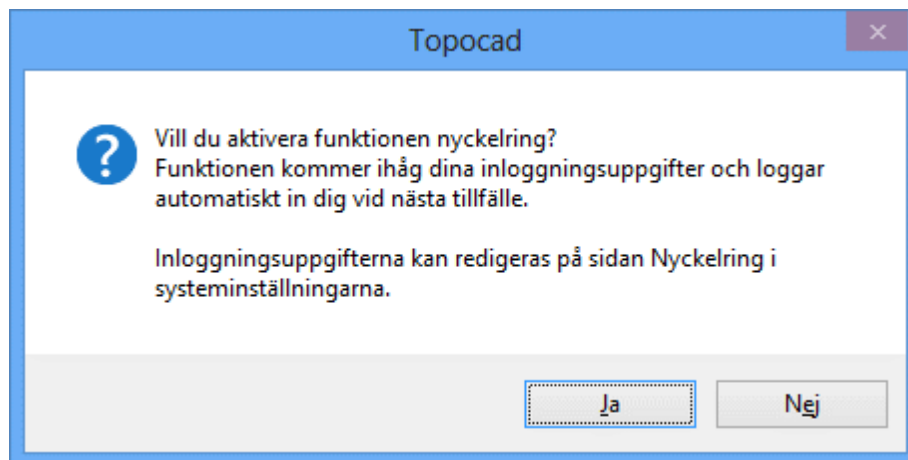 Topocad
Vill du aktivera funktionen nyckelring?
Funktionen kommer ihåg dina inloggningsuppgifter och loggar
automatiskt in dig vid nästa tillfälle.
Inloggningsuppgifterna kan redigeras på sidan Nyckelring i
systeminställningarna.
Ja
Nej